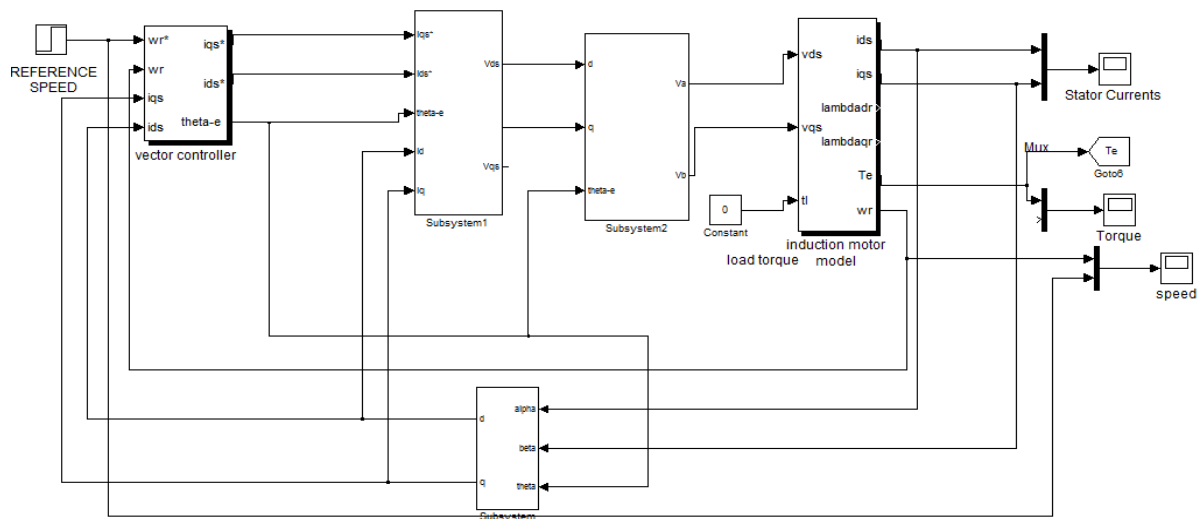 REFERENCE
SPEED
wr*
wr
iqs
ids
iqs*
ids*
theta-e
vector controller
iqs*
ids*
theta-e
id
iq
Vds
Vqs
Subsystem1
d
q
theta-e
Va
Vb
Subsystem2
0
Constant
load torque
vds
vqs
tl
ids
iqs
lambdadr
lambdaqr
Te
wr
induction motor
model
Stator Currents
Mux
Te
Goto6
Torque
speed
d
q
alpha
beta
theta
Subsystem